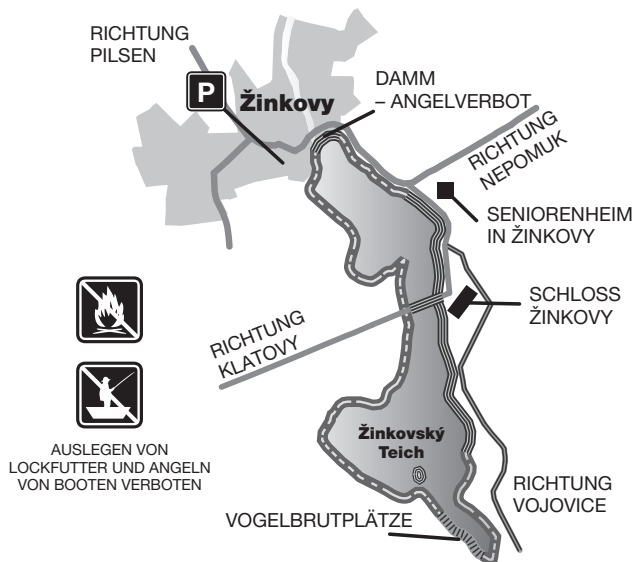 RICHTUNG
PILSEN
P
Žinkovy
DAMM
– ANGELVERBOT
RICHTUNG
NEPOMUK
SENIORENHEIM
IN ŽINKOVY
SCHLOSS
ŽINKOVY
RICHTUNG
KLATOVY
AUSLEGEN VON
LOCKFUTTER UND ANGELN
VON BOOTEN VERBOTEN
Žinkovský
Teich
RICHTUNG
VOJOVICE
VOGELBRUTPLÄTZE